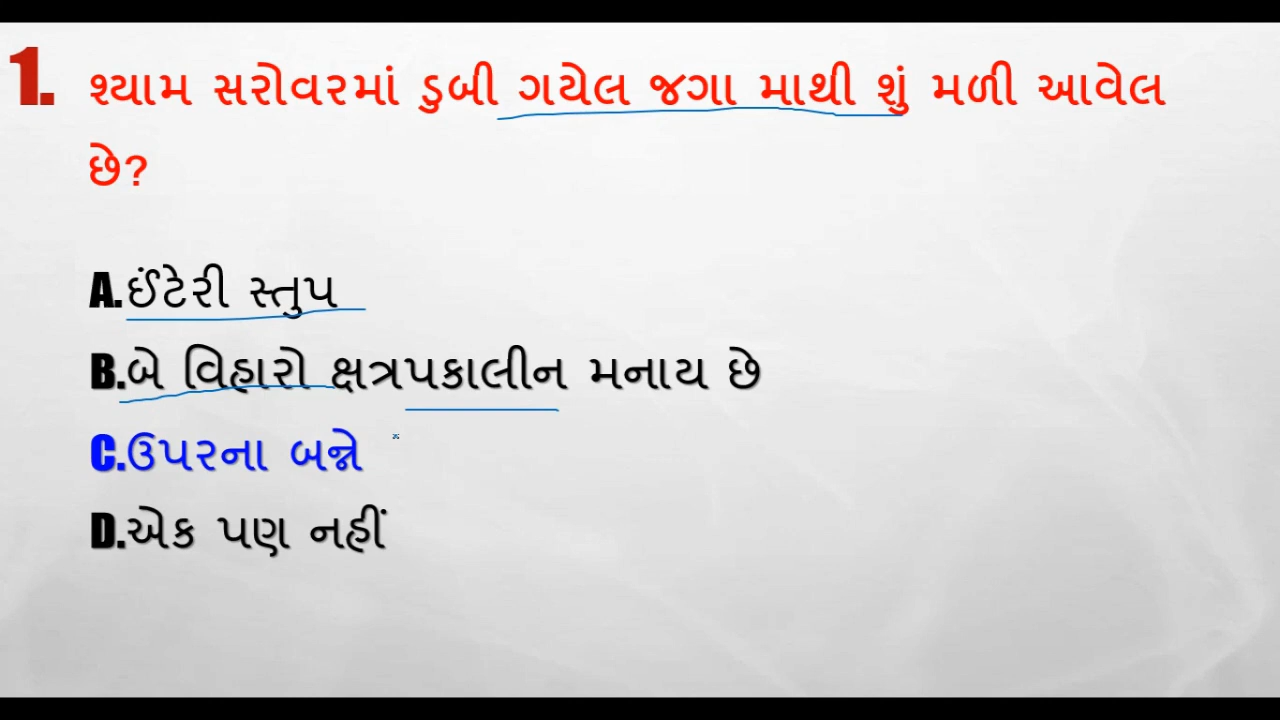 1. શ્યામ સરોવરમાં ડુબી ગયેલ જગા માથી શું મળી આવેલ
છે?
A.ઈંટેરી સ્તુપ
B.બે વિહારો ક્ષત્રપકાલીન મનાય છે
C.ઉપરના બન્ને
D.એક પણ નહીં